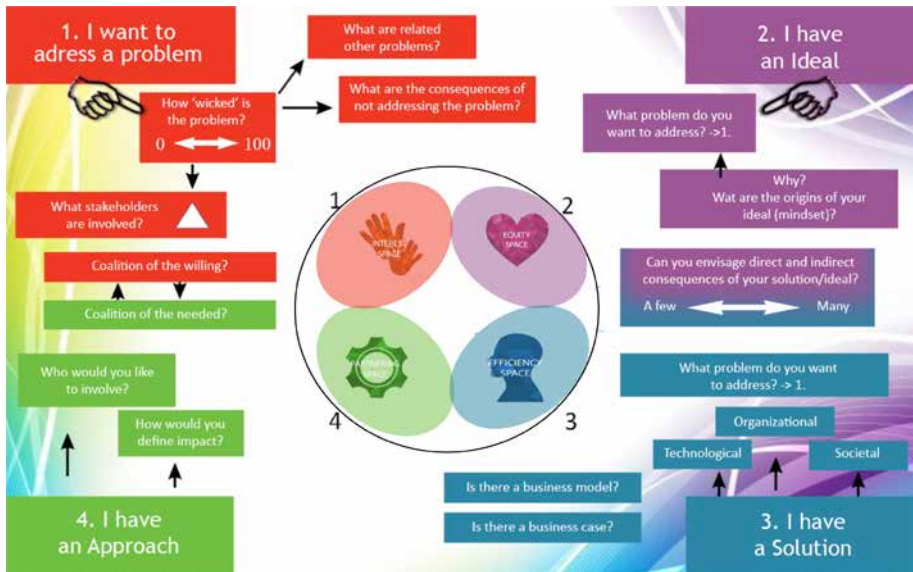 1. I want to
adress a problem
How ‘wicked’ is
the problem?
0
100
What are related
other problems?
What are the consequences of
not addressing the problem?
What stakeholders
are involved?
Coalition of the willing?
Coalition of the needed?
Who would you like
to involve?
How would you
define impact?
4. I have
an Approach
1
INTEREST
SPACE
2
EQUITY
SPACE
4
PARTNERING
SPACE
3
EFFICIENCY
SPACE
2. I have
an Ideal
What problem do you
want to address? ->1.
Why?
Wat are the origins of your
ideal (mindset)?
Can you envisage direct and indirect
consequences of your solution/ideal?
A few
Many
What problem do you want
to address? -> 1.
Organizational
Technological
Societal
Is there a business model?
Is there a business case?
3. I have
a Solution